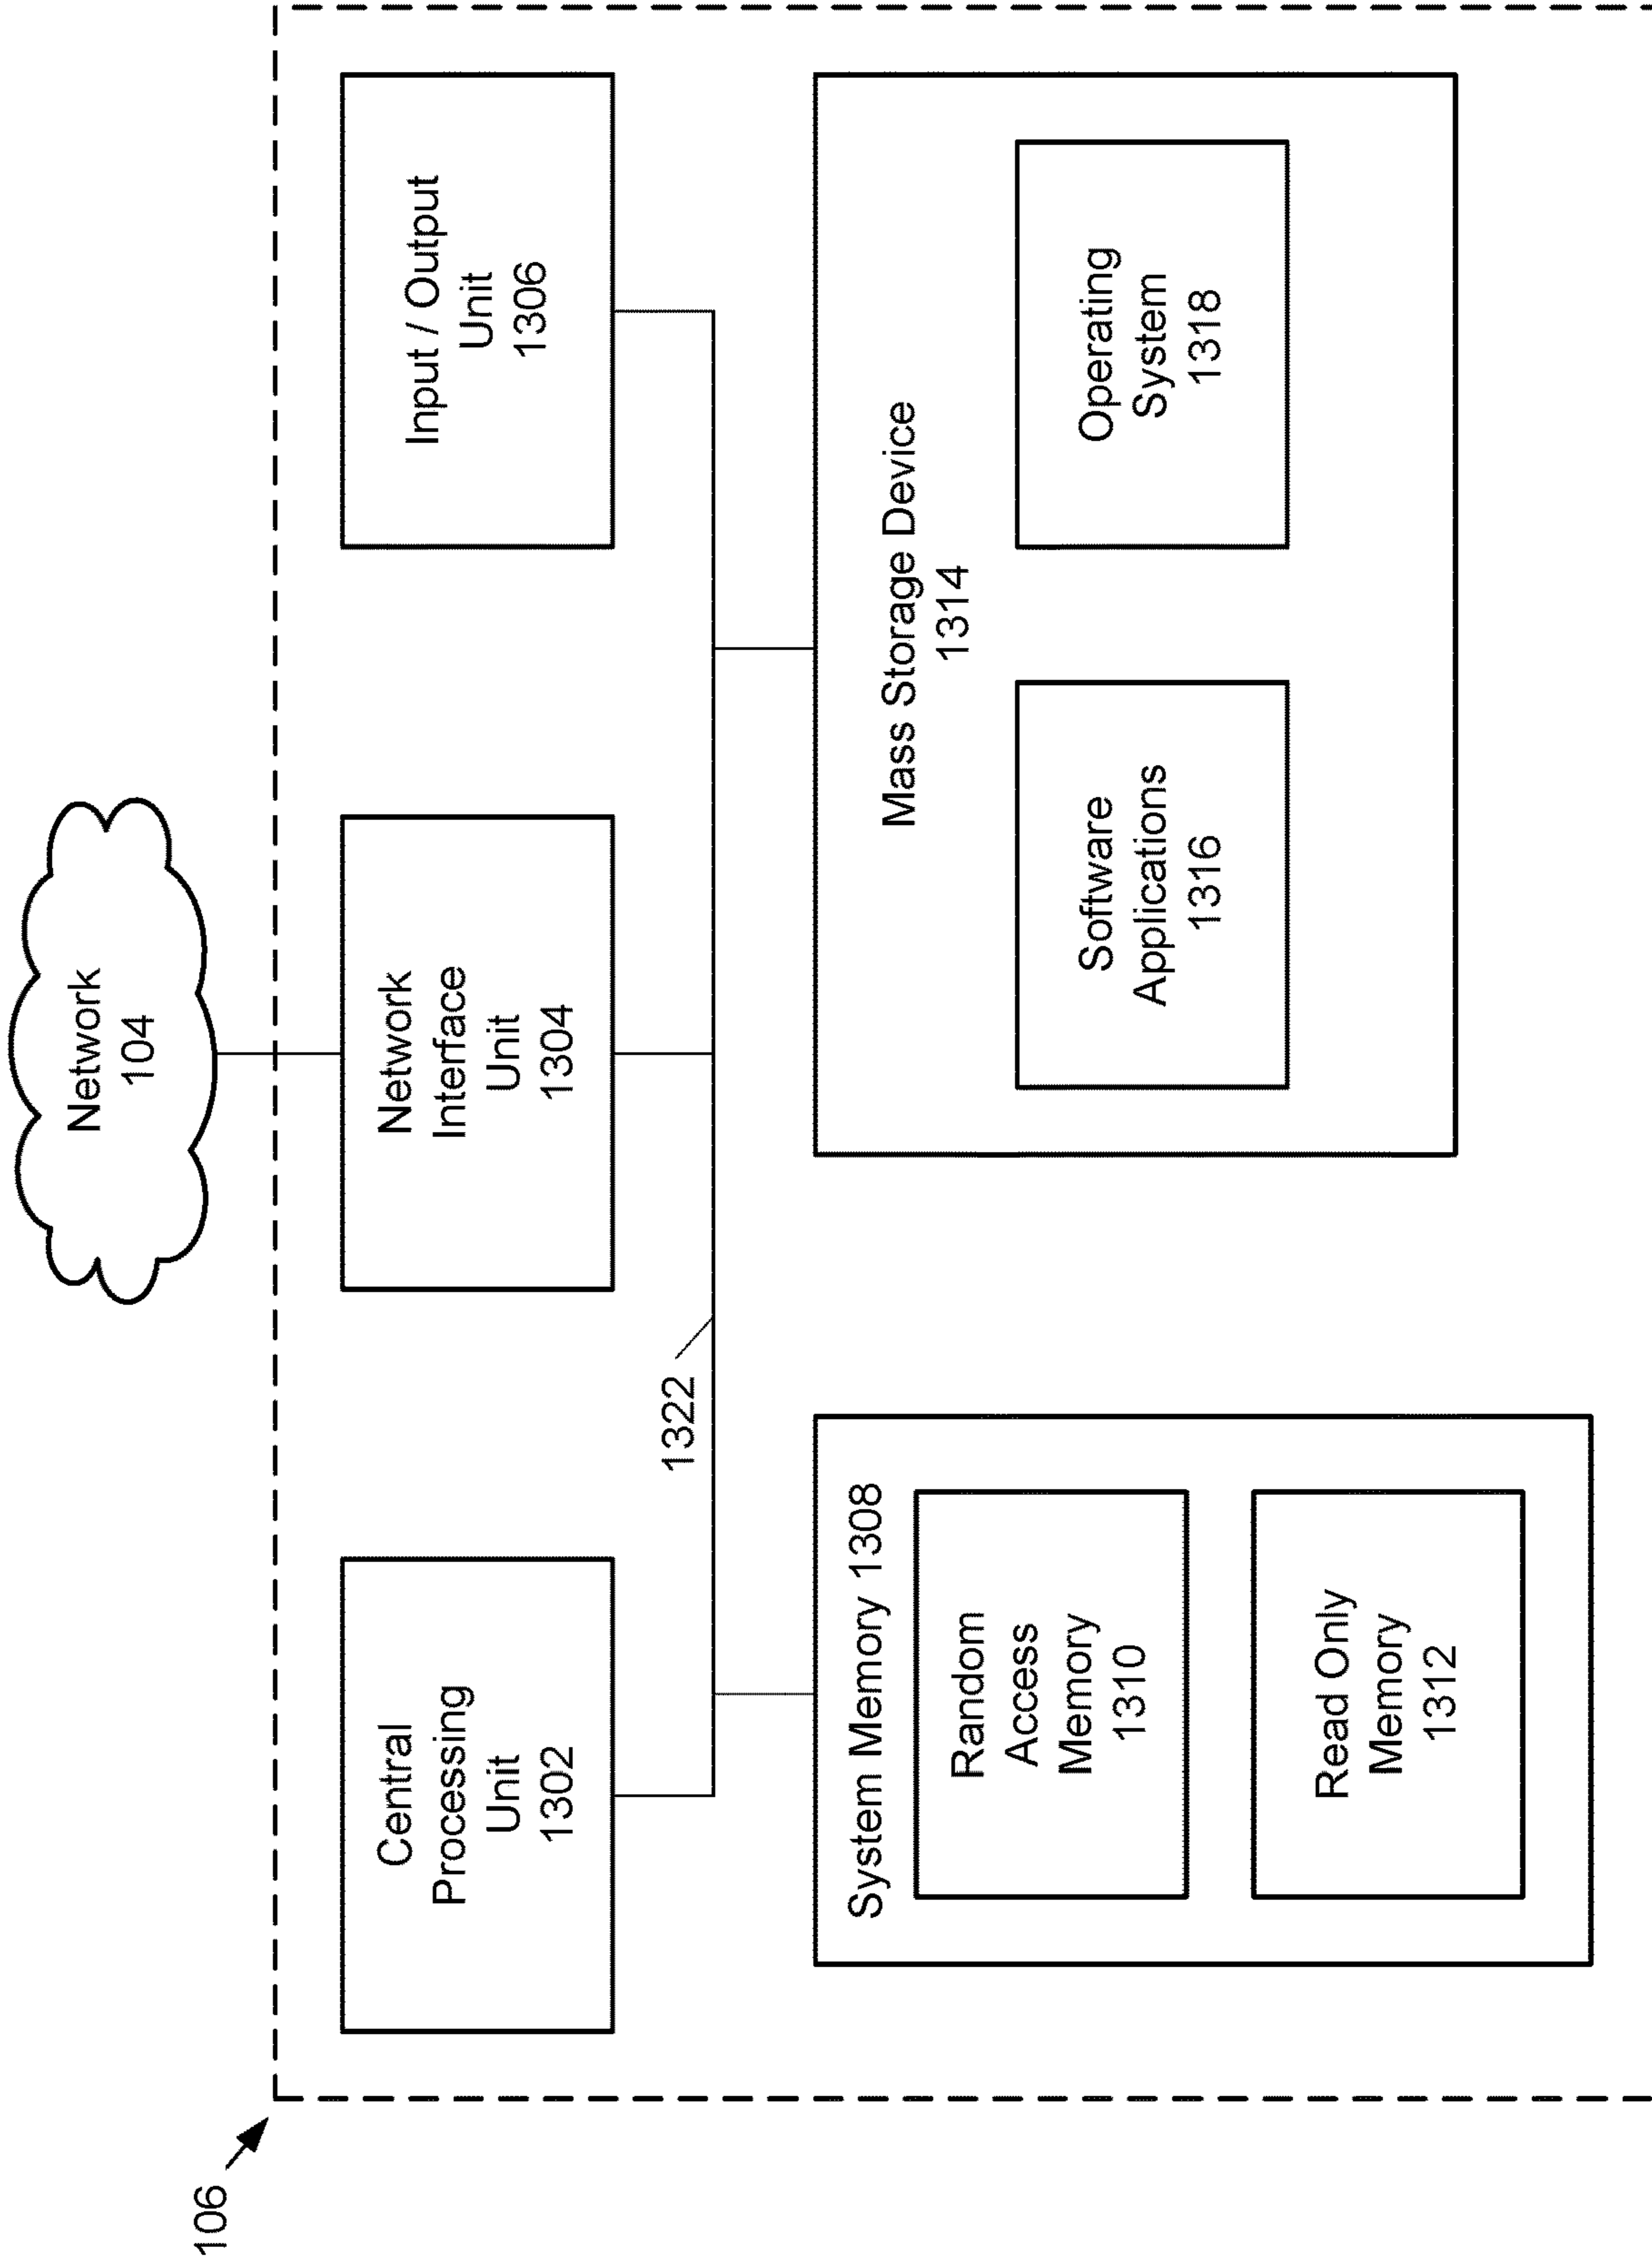 106
Network
104
Central
Processing
Unit
1302
Network
Interface
Unit
1304
Input / Output
Unit
1306
1322
System Memory 1308
Random
Access
Memory
1310
Read Only
Memory
1312
Mass Storage Device
1314
Software
Applications
1316
Operating
System
1318